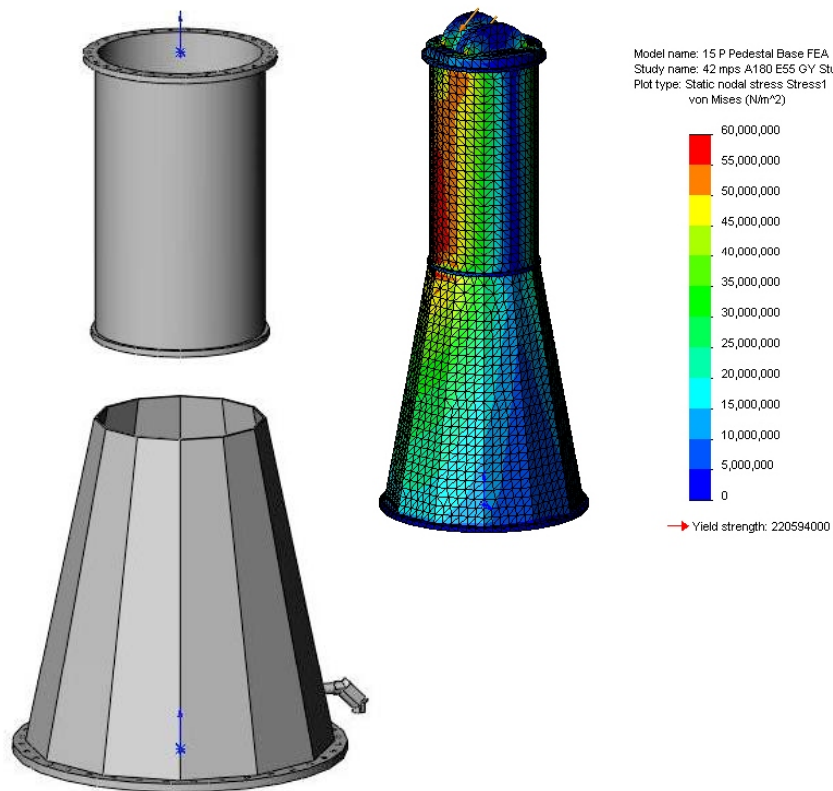 Model name: 15 P Pedestal Base FEA
Study name: 42 mps A180 E55 GY Stu
Plot type: Static nodal stress Stress1
von Mises (N/m^2)
60,000,000
55,000,000
50,000,000
45,000,000
40,000,000
35,000,000
30,000,000
25,000,000
20,000,000
15,000,000
10,000,000
5,000,000
0
Yield strength: 220594000